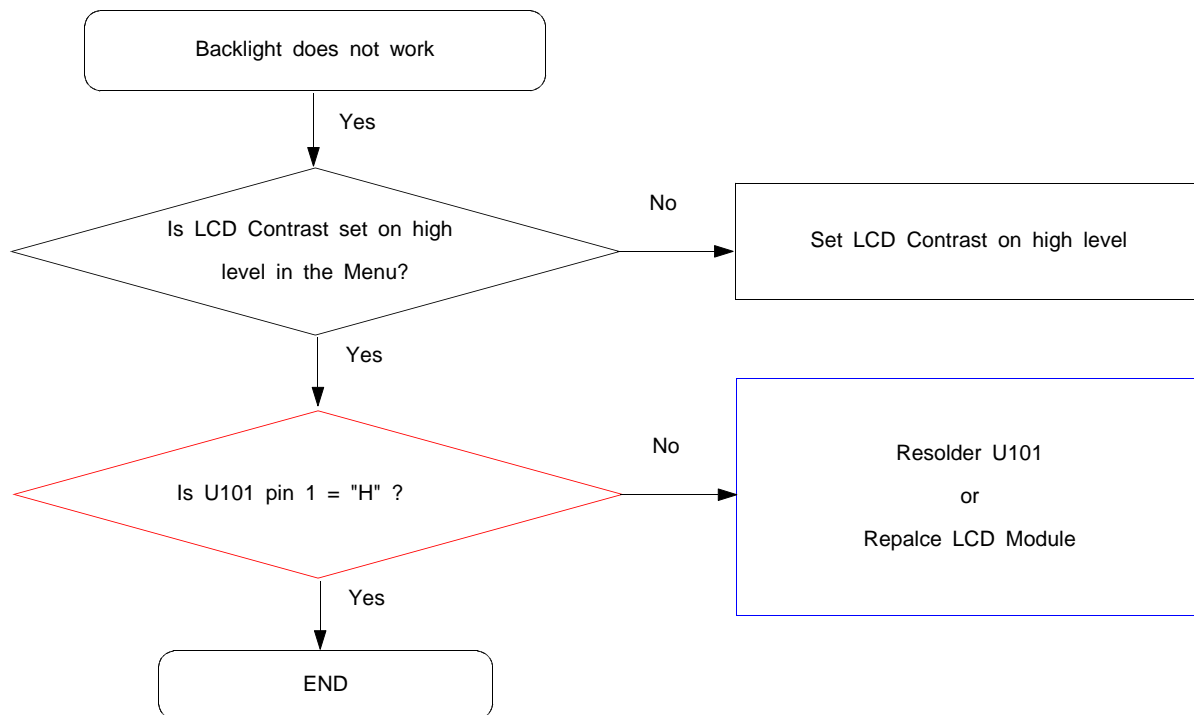 Backlight does not work
Yes
Is LCD Contrast set on high
level in the Menu?
No
Set LCD Contrast on high level
Yes
Is U101 pin 1 = "H" ?
No
Resolder U101
or
Repalce LCD Module
Yes
END